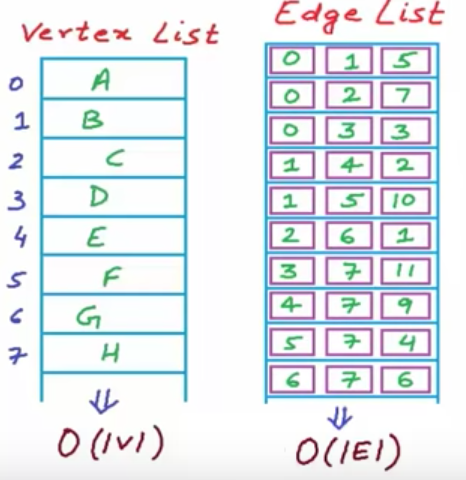 Vertex List
0 A
1 B
2 C
3 D
4 E
5 F
6 G
7 H
O(|V|)
Edge List
0 1 5
0 2 7
0 3 3
1 4 2
1 5 10
2 6 1
3 7 11
4 7 9
5 7 4
6 7 6
O(|E|)